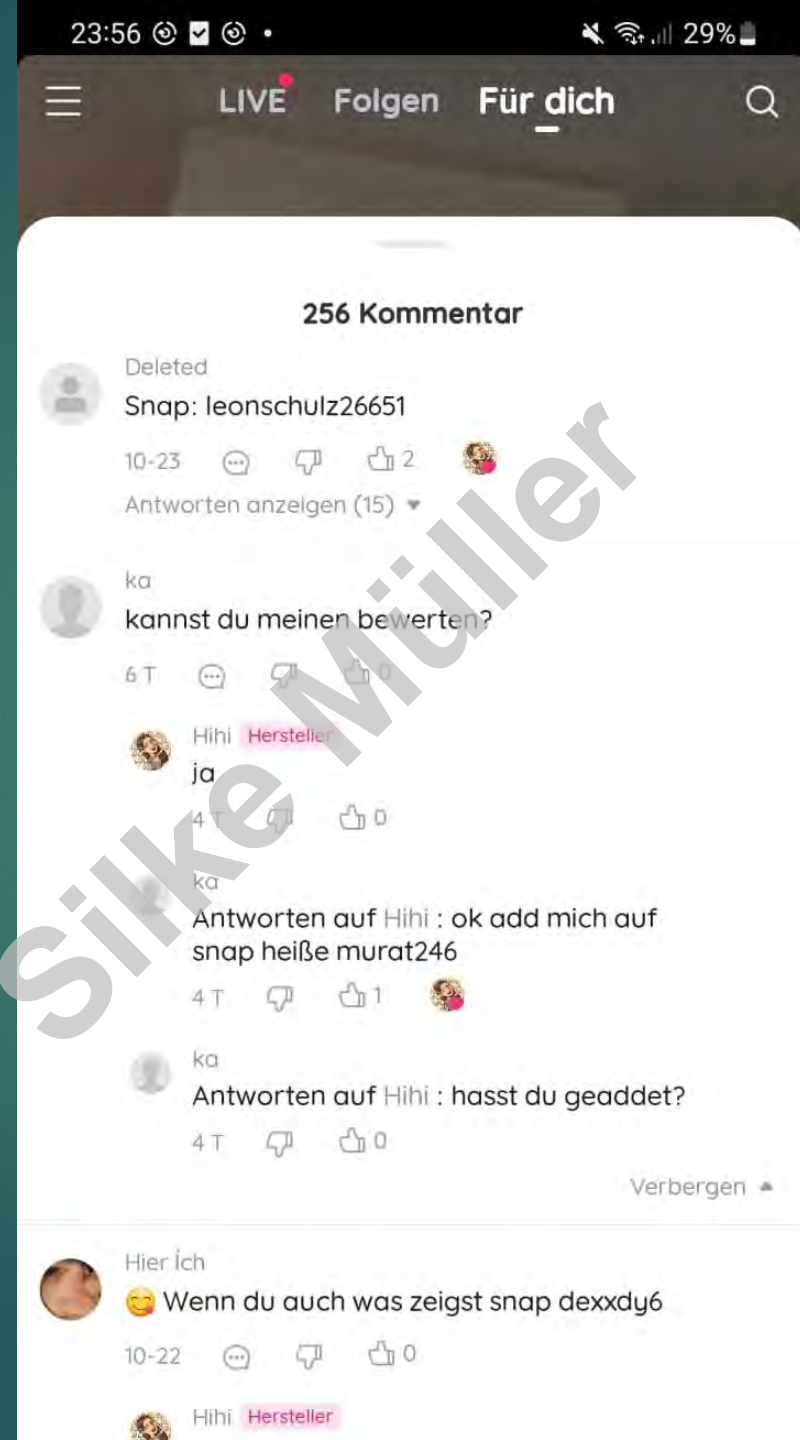 23:56
29%
LIVE Folgen Für dich
256 Kommentar
Deleted
Snap: leonschulz26651
10-23 2
Antworten anzeigen (15)
ka
kannst du meinen bewerten?
6 T 0
Hihi Hersteller
ja
4 T 0
ka
Antworten auf Hihi : ok add mich auf
snap heiße murat246
4 T 1
ka
Antworten auf Hihi : hasst du geaddet?
4 T 0
Verbergen
Hier İch
😋 Wenn du auch was zeigst snap dexxdy6
10-22 0
Hihi Hersteller
Silke Müller